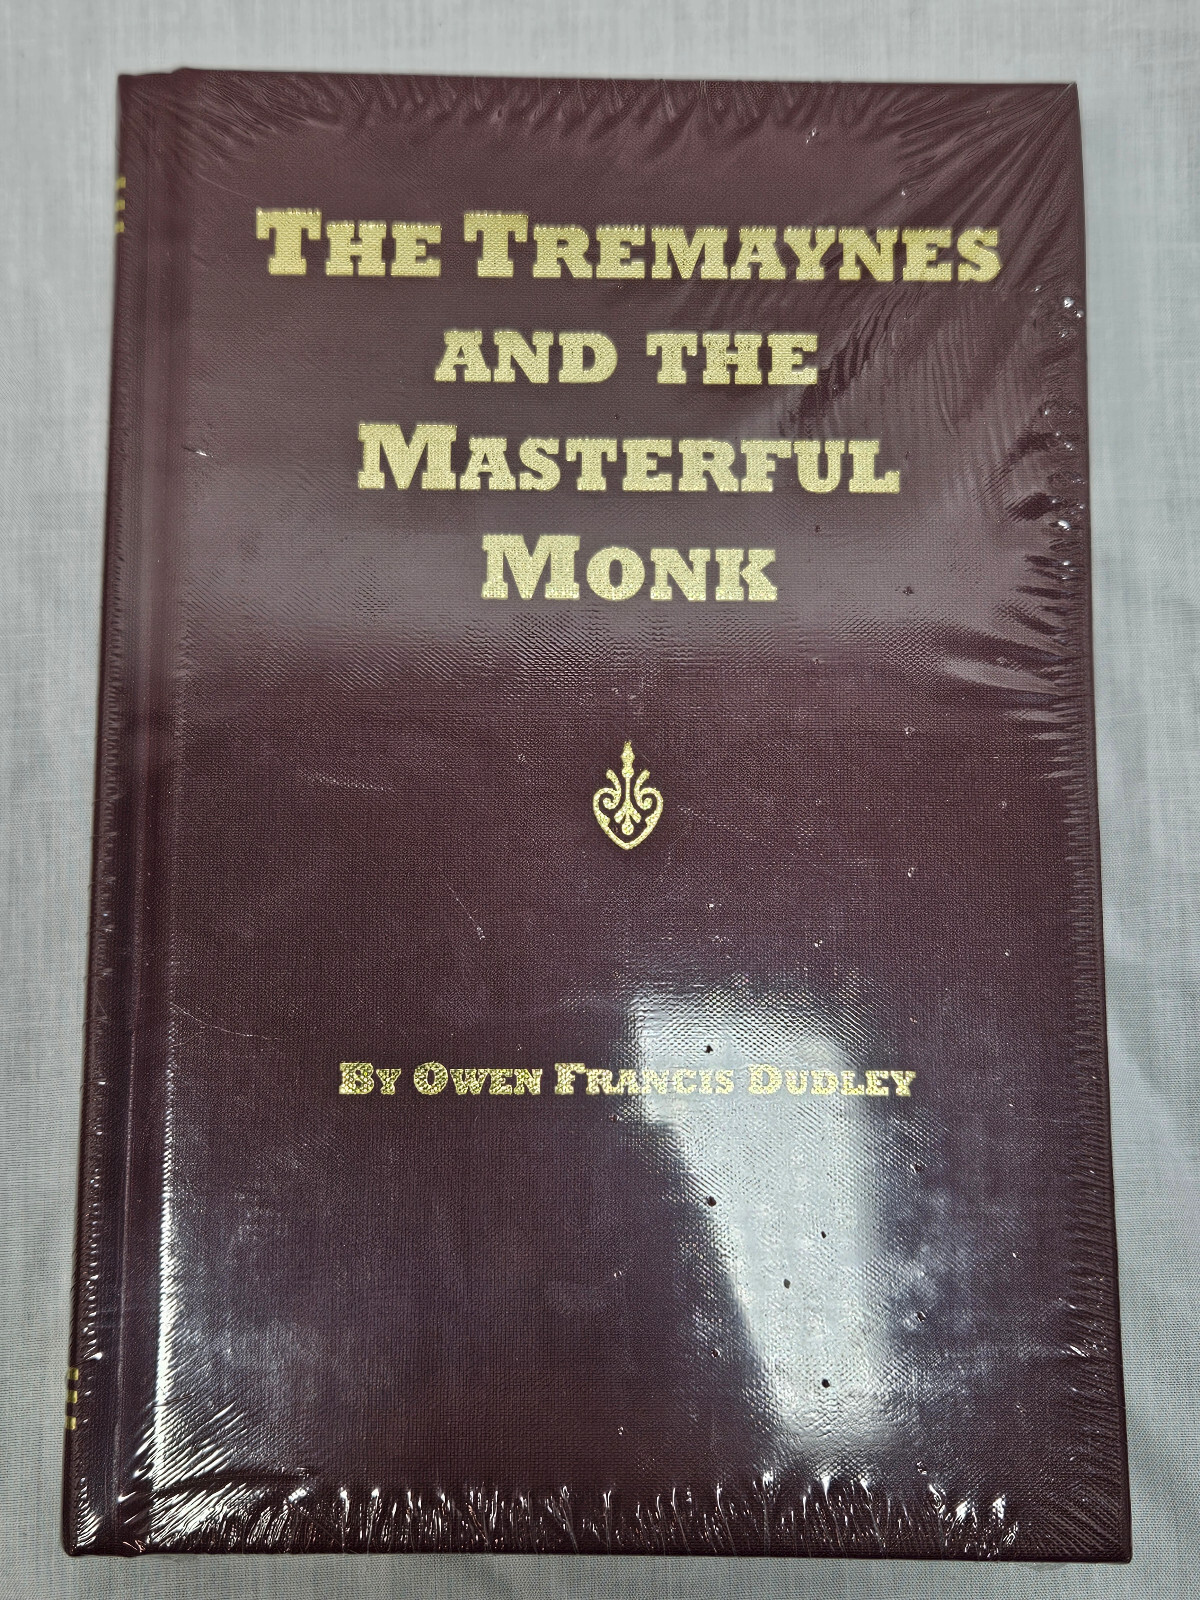 THE TREMAYNES
AND THE
MASTERFUL
MONK
BY OWEN FRANCIS DUDLEY